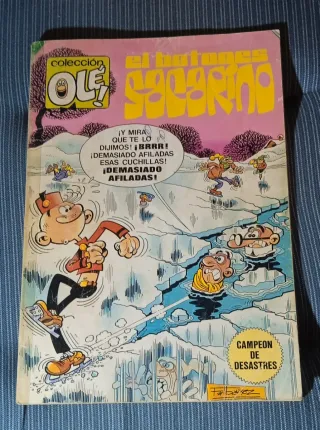 colección
OLÉ!
el botones
SACARINO
¡Y MIRA
QUE TE LO
DIJIMOS! ¡BRRR!
¡DEMASIADO AFILADAS
ESAS CUCHILLAS!
¡DEMASIADO
AFILADAS!
CAMPEON
DE
DESASTRES